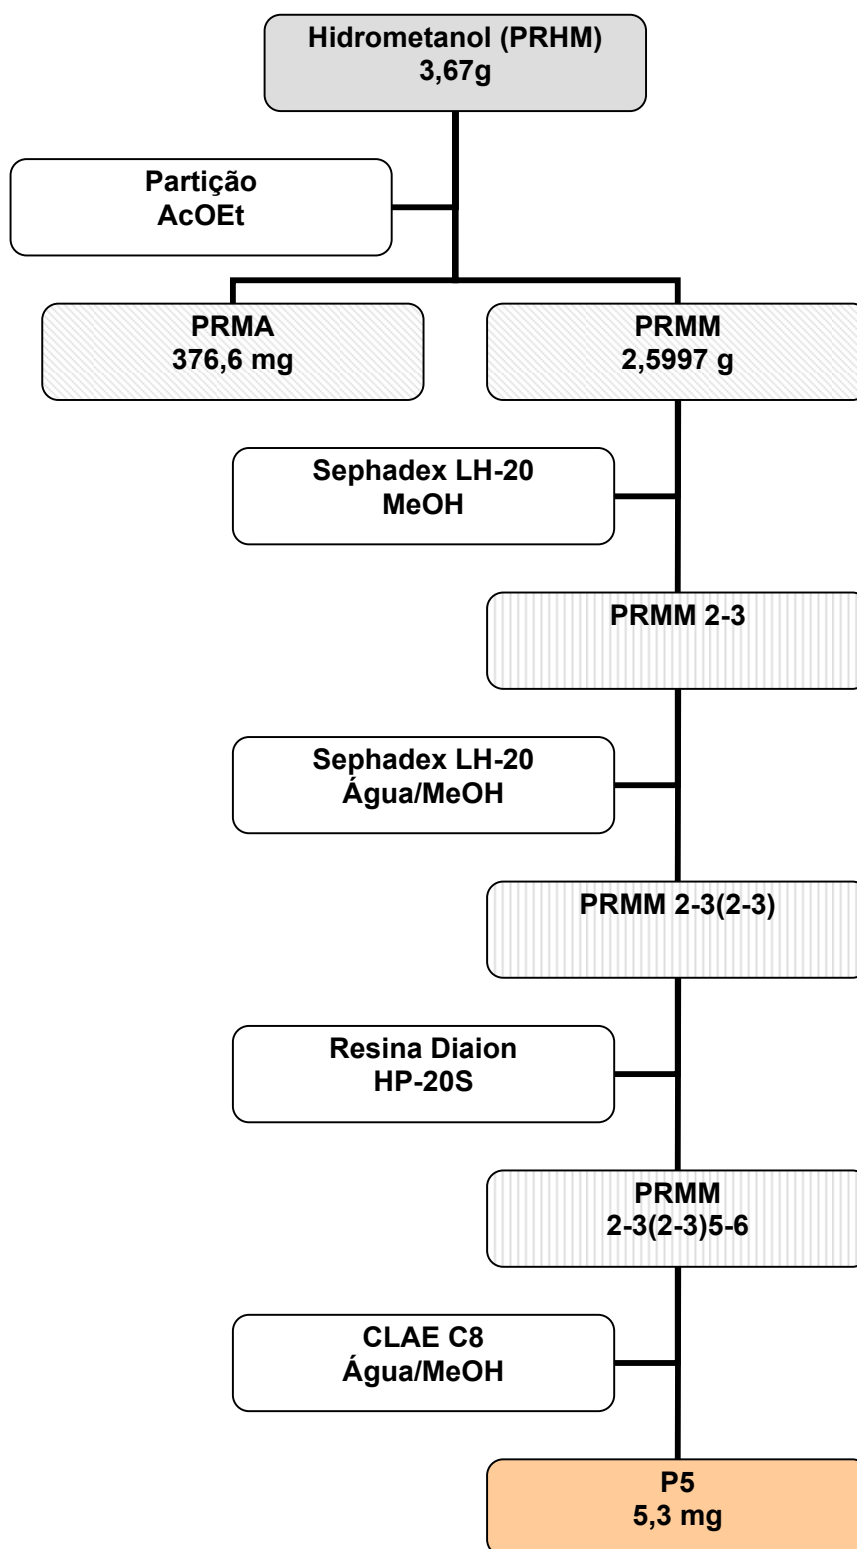 Hidrometanol (PRHM)
3,67g
Partição
AcOEt
PRMA
376,6 mg
PRMM
2,5997 g
Sephadex LH-20
MeOH
PRMM 2-3
Sephadex LH-20
Água/MeOH
PRMM 2-3(2-3)
Resina Diaion
HP-20S
PRMM
2-3(2-3)5-6
CLAE C8
Água/MeOH
P5
5,3 mg